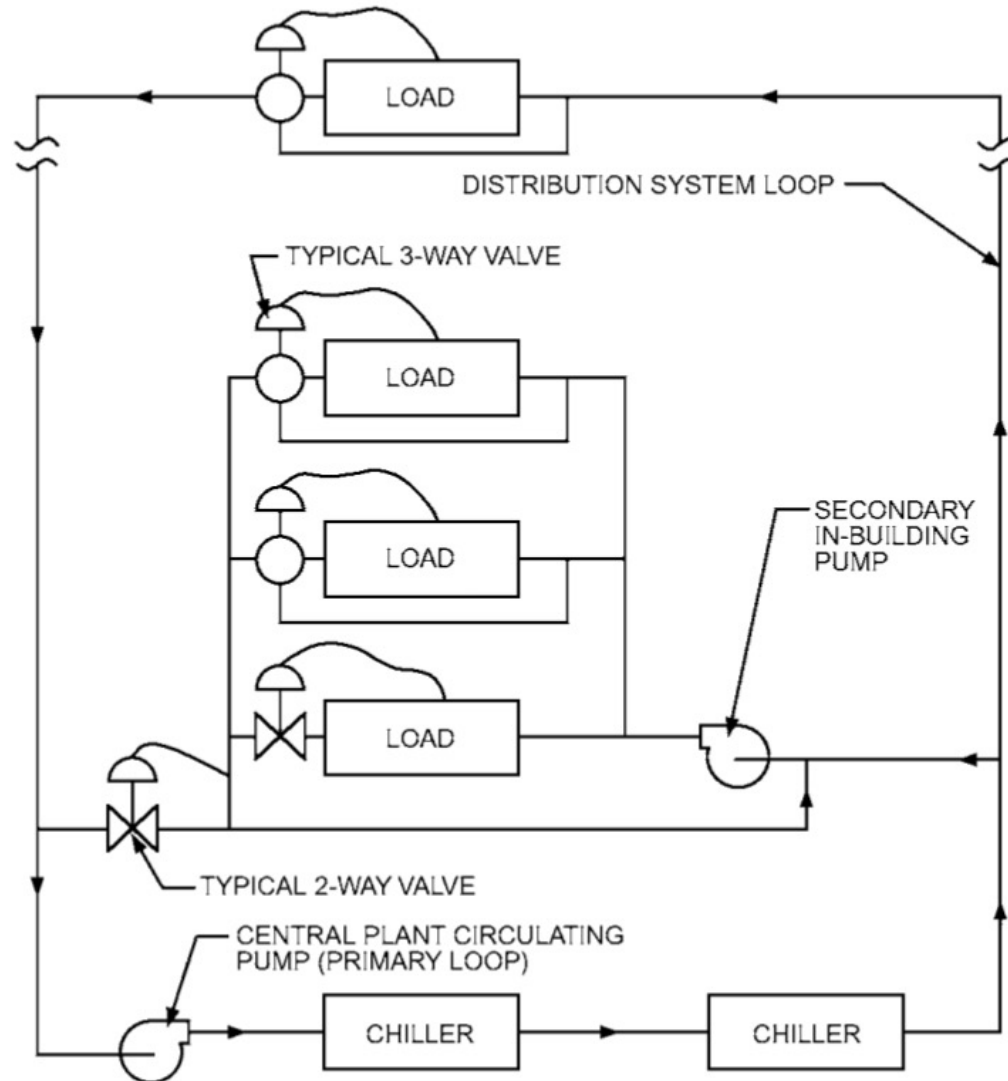 LOAD
DISTRIBUTION SYSTEM LOOP
TYPICAL 3-WAY VALVE
LOAD
SECONDARY
IN-BUILDING
PUMP
LOAD
LOAD
TYPICAL 2-WAY VALVE
CENTRAL PLANT CIRCULATING
PUMP (PRIMARY LOOP)
CHILLER
CHILLER